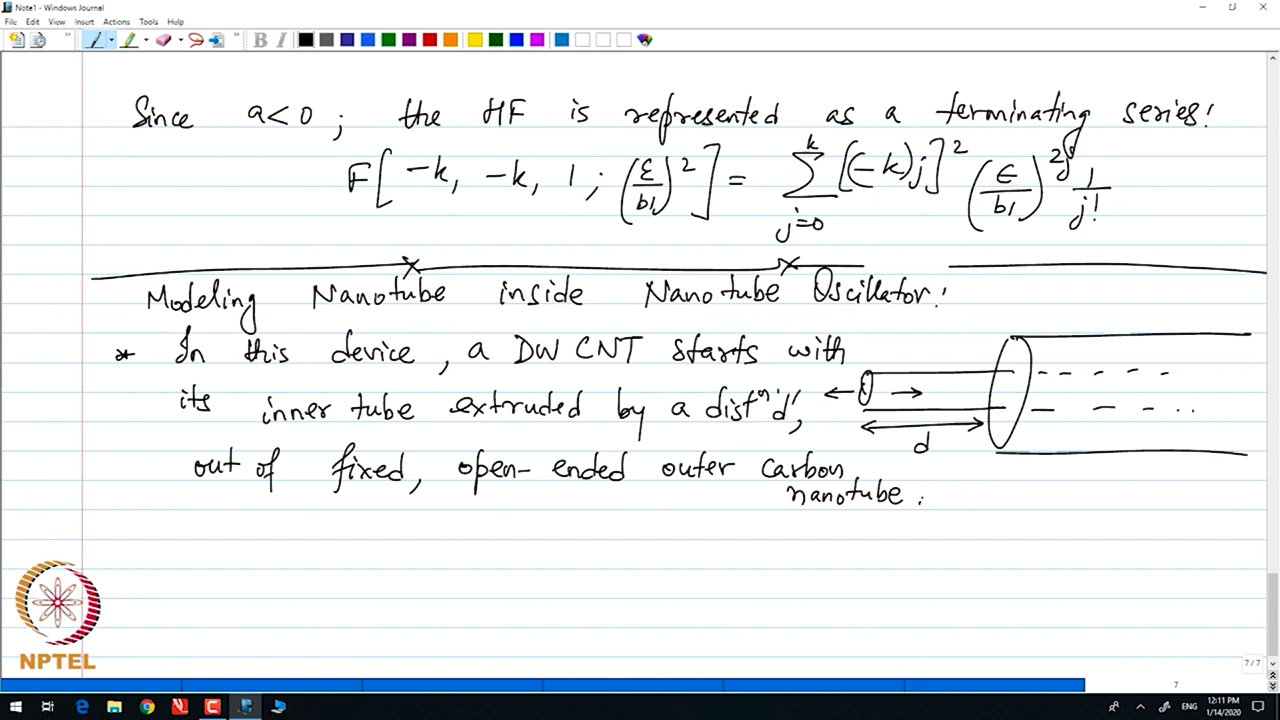 Note1 - Windows Journal
File Edit View Insert Actions Tools Help
Since a<0 ; the HF is represented as a terminating series!
F[-k, -k, 1 ; (ε/b₁)²] = Σ_{j=0}^{k} [(-k)j]² (ε/b₁)^{2j} 1/j!
Modeling Nanotube inside Nanotube Oscillator!
* In this device, a DWCNT starts with
its inner tube extruded by a distⁿ 'd',
out of fixed, open-ended outer carbon
nanotube.
d
NPTEL
7/7
7
12:11 PM
ENG
1/14/2020